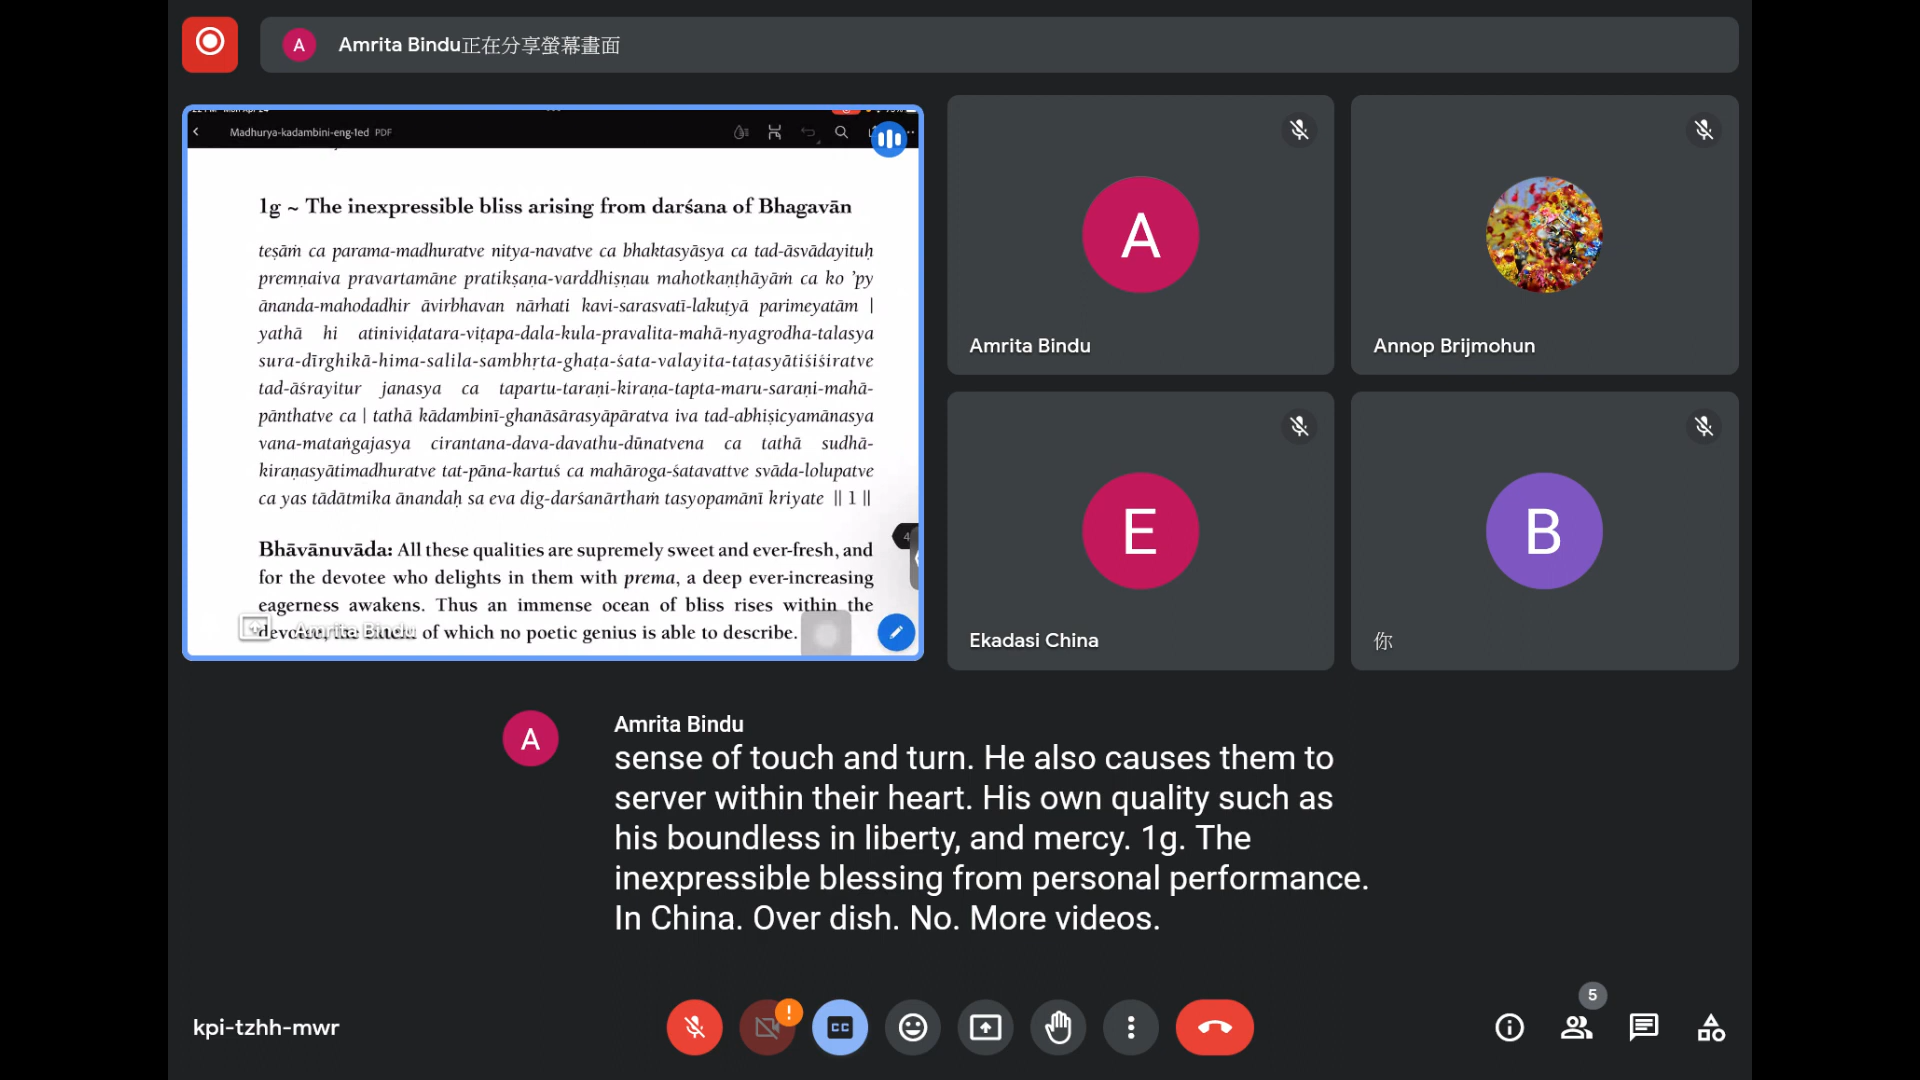 A Amrita Bindu正在分享螢幕畫面
Madhurya-kadambini-eng-1ed PDF
1g ~ The inexpressible bliss arising from darśana of Bhagavān
teṣāṁ ca parama-madhuratve nitya-navatve ca bhaktasyāsya ca tad-āsvādayituḥ
premṇaiva pravartamāne pratikṣaṇa-varddhiṣṇau mahotkaṇṭhāyāṁ ca ko 'py
ānanda-mahodadhir āvirbhavan nārhati kavi-sarasvatī-lakuṭyā parimeyatām |
yathā hi atiniviḍatara-viṭapa-dala-kula-pravalita-mahā-nyagrodha-talasya
sura-dīrghikā-hima-salila-sambhṛta-ghaṭa-śata-valayita-taṭasyātiśiśiratve
tad-āśrayitur janasya ca tapartu-taraṇi-kiraṇa-tapta-maru-saraṇi-mahā-
pānthatve ca | tathā kādambinī-ghanāsārasyāpāratva iva tad-abhiṣicyamānasya
vana-mataṅgajasya cirantana-dava-davathu-dūnatvena ca tathā sudhā-
kiraṇasyātimadhuratve tat-pāna-kartuś ca mahāroga-śatavattve svāda-lolupatve
ca yas tādātmika ānandaḥ sa eva dig-darśanārthaṁ tasyopamānī kriyate || 1 ||
Bhāvānuvāda: All these qualities are supremely sweet and ever-fresh, and
for the devotee who delights in them with prema, a deep ever-increasing
eagerness awakens. Thus an immense ocean of bliss rises within the
of which no poetic genius is able to describe.
Amrita Bindu
4
A
Amrita Bindu
Annop Brijmohun
E
Ekadasi China
B
你
A
Amrita Bindu
sense of touch and turn. He also causes them to
server within their heart. His own quality such as
his boundless in liberty, and mercy. 1g. The
inexpressible blessing from personal performance.
In China. Over dish. No. More videos.
kpi-tzhh-mwr
!
CC
5